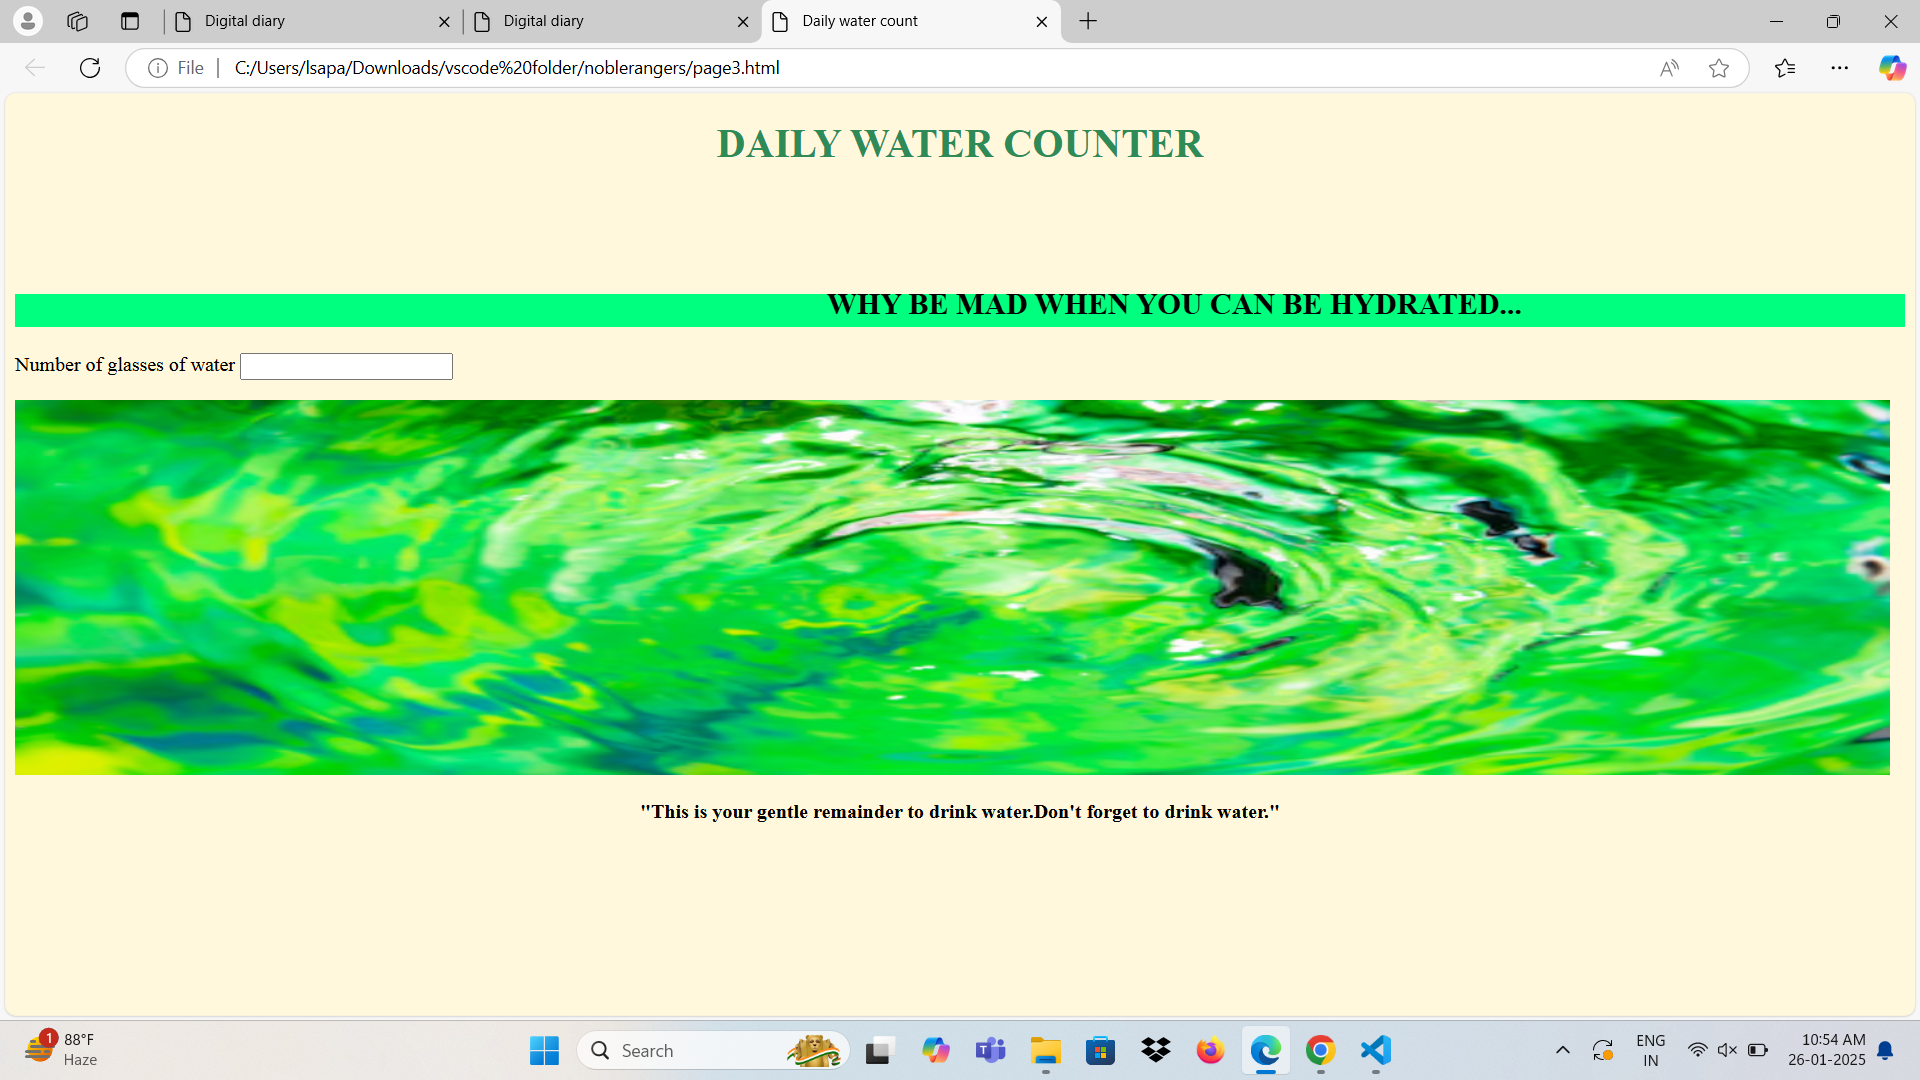 Digital diary
Digital diary
Daily water count
File
C:/Users/lsapa/Downloads/vscode%20folder/noblerangers/page3.html
DAILY WATER COUNTER
WHY BE MAD WHEN YOU CAN BE HYDRATED...
Number of glasses of water
"This is your gentle remainder to drink water.Don't forget to drink water."
1
88°F
Haze
Search
ENG
IN
10:54 AM
26-01-2025